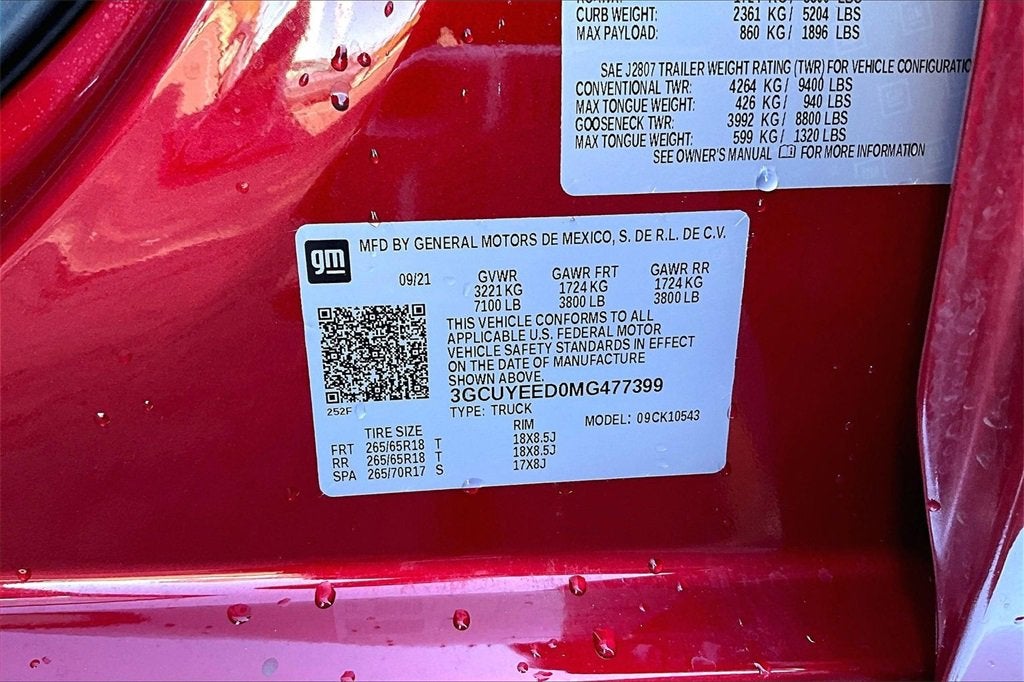 CURB WEIGHT: 2361 KG / 5204 LBS
MAX PAYLOAD: 860 KG / 1896 LBS
SAE J2807 TRAILER WEIGHT RATING (TWR) FOR VEHICLE
CONVENTIONAL TWR: 4264 KG / 9400 LBS
MAX TONGUE WEIGHT: 426 KG / 940 LBS
GOOSENECK TWR: 3992 KG / 8800 LBS
MAX TONGUE WEIGHT: 599 KG / 1320 LBS
SEE OWNER'S MANUAL FOR MORE INFORMATION
gm
MFD BY GENERAL MOTORS DE MEXICO, S. DE R.L. DE C.V.
09/21 GVWR GAWR FRT GAWR RR
3221 KG 1724 KG 1724 KG
7100 LB 3800 LB 3800 LB
THIS VEHICLE CONFORMS TO ALL
APPLICABLE U.S. FEDERAL MOTOR
VEHICLE SAFETY STANDARDS IN EFFECT
ON THE DATE OF MANUFACTURE
SHOWN ABOVE.
3GCUYEED0MG477399
252F
TYPE: TRUCK MODEL: 09CK10543
TIRE SIZE RIM
FRT 265/65R18 T 18X8.5J
RR 265/65R18 T 18X8.5J
SPA 265/70R17 S 17X8J